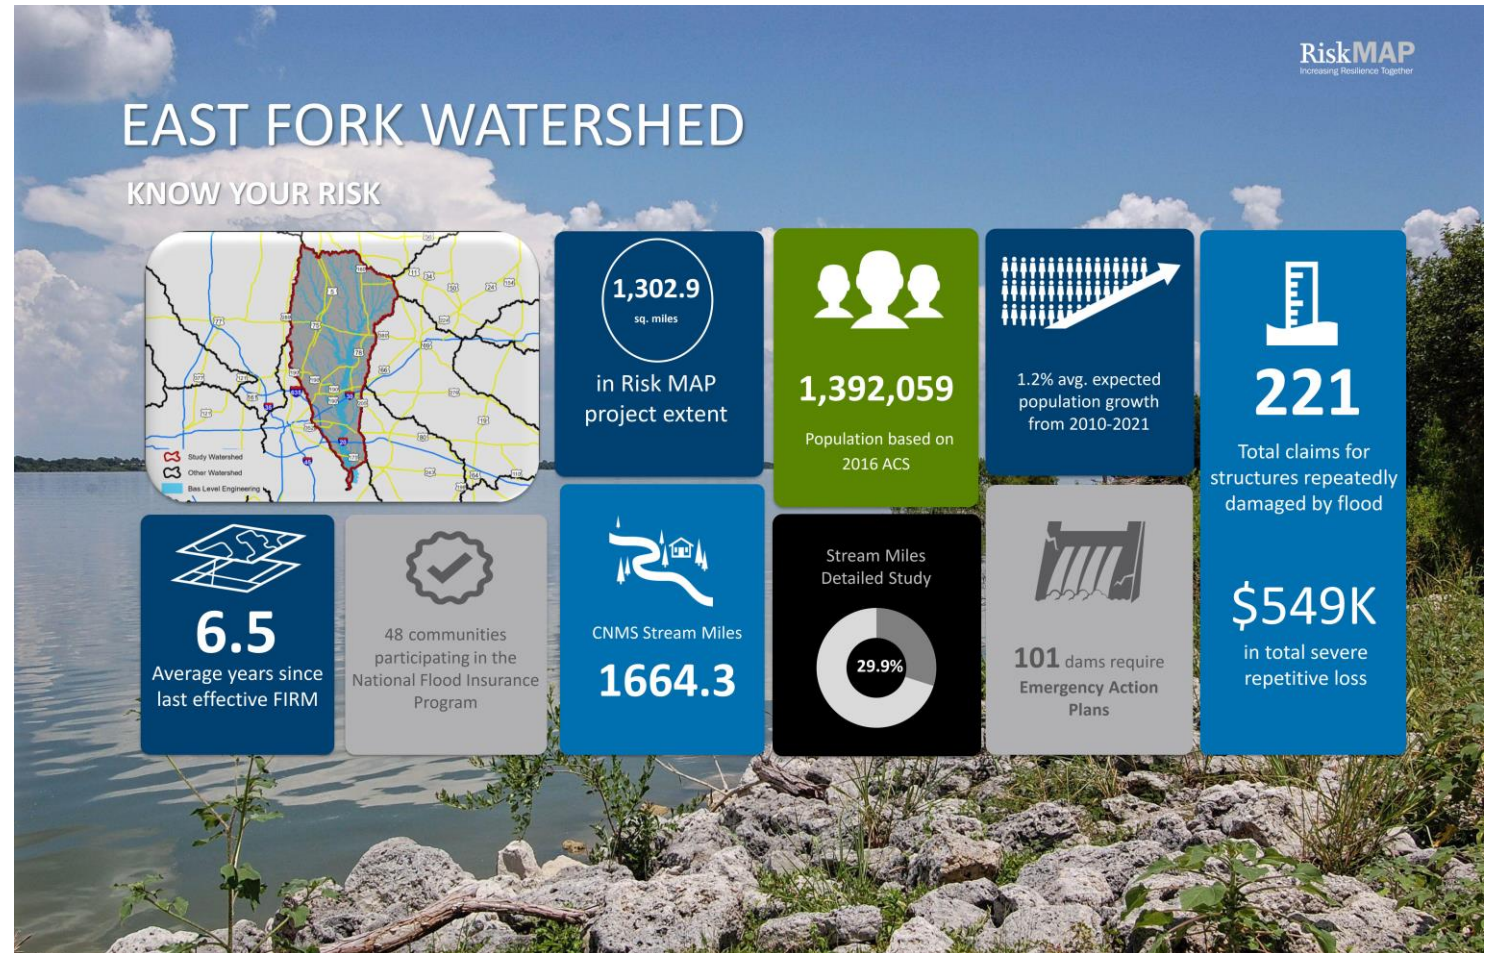 RiskMAP
Increasing Resilience Together
EAST FORK WATERSHED
KNOW YOUR RISK
Study Watershed
Other Watershed
Bas Level Engineering
1,302.9
sq. miles
in Risk MAP
project extent
1,392,059
Population based on
2016 ACS
1.2% avg. expected
population growth
from 2010-2021
221
Total claims for
structures repeatedly
damaged by flood
$549K
in total severe
repetitive loss
6.5
Average years since
last effective FIRM
48 communities
participating in the
National Flood Insurance
Program
CNMS Stream Miles
1664.3
Stream Miles
Detailed Study
29.9%
101 dams require
Emergency Action
Plans